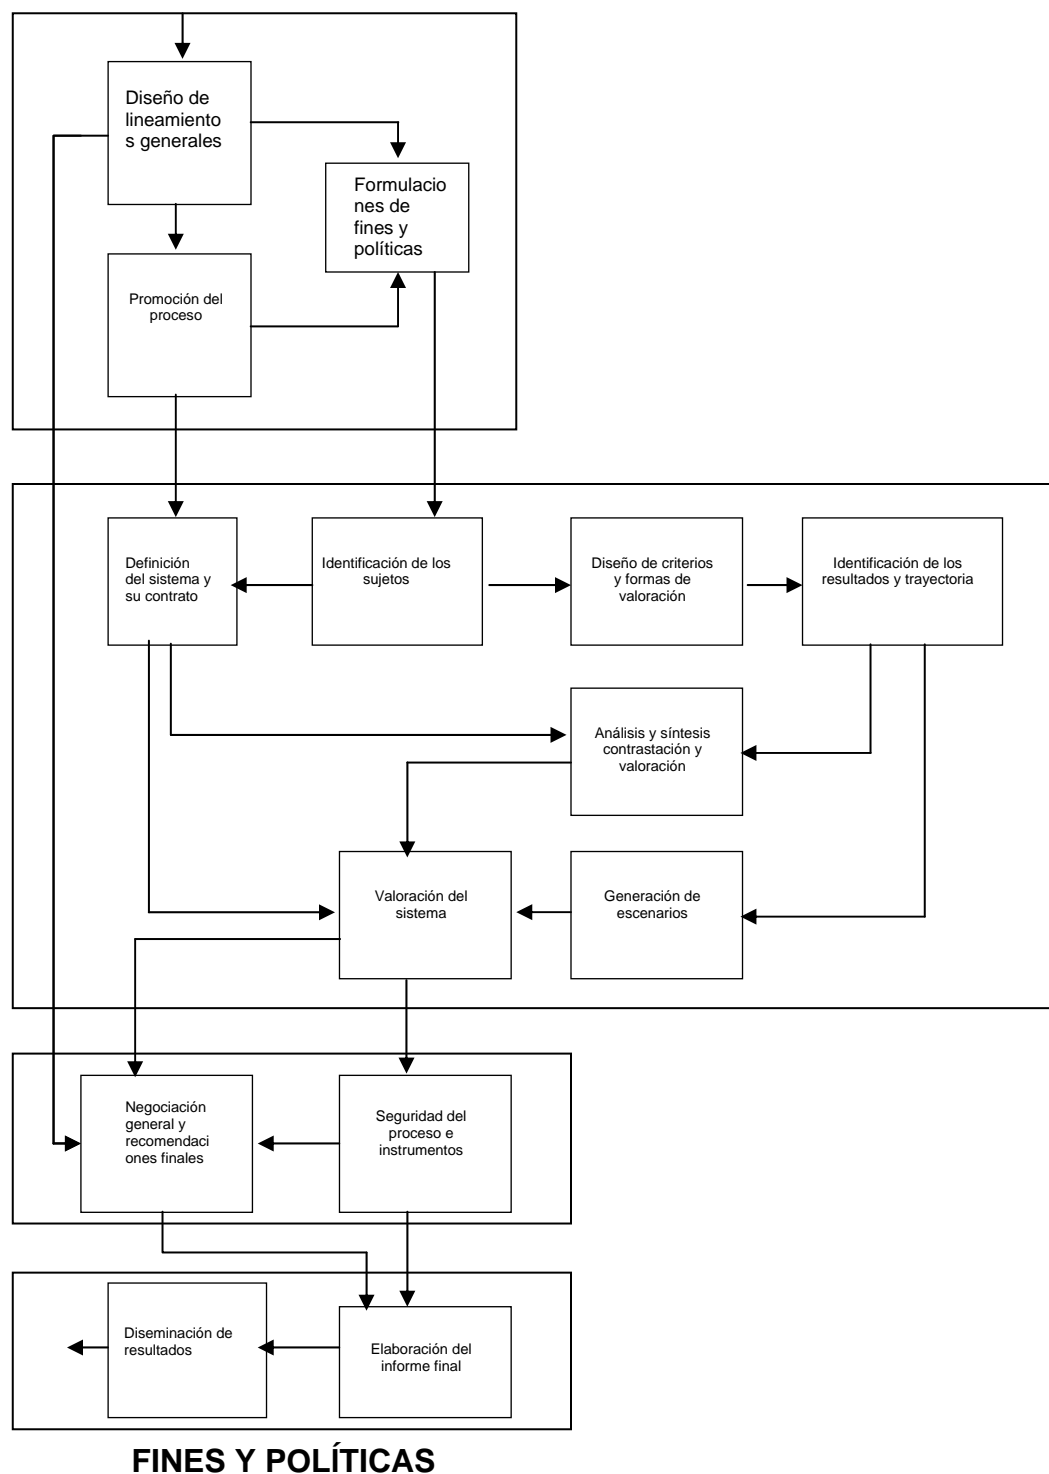 Diseño de
lineamiento
s generales
Formulacio
nes de
fines y
políticas
Promoción del
proceso
Definición
del sistema y
su contrato
Identificación de los
sujetos
Diseño de criterios
y formas de
valoración
Identificación de los
resultados y trayectoria
Análisis y síntesis
contrastación y
valoración
Valoración del
sistema
Generación de
escenarios
Negociación
general y
recomendaci
ones finales
Seguridad del
proceso e
instrumentos
Diseminación de
resultados
Elaboración del
informe final
FINES Y POLÍTICAS